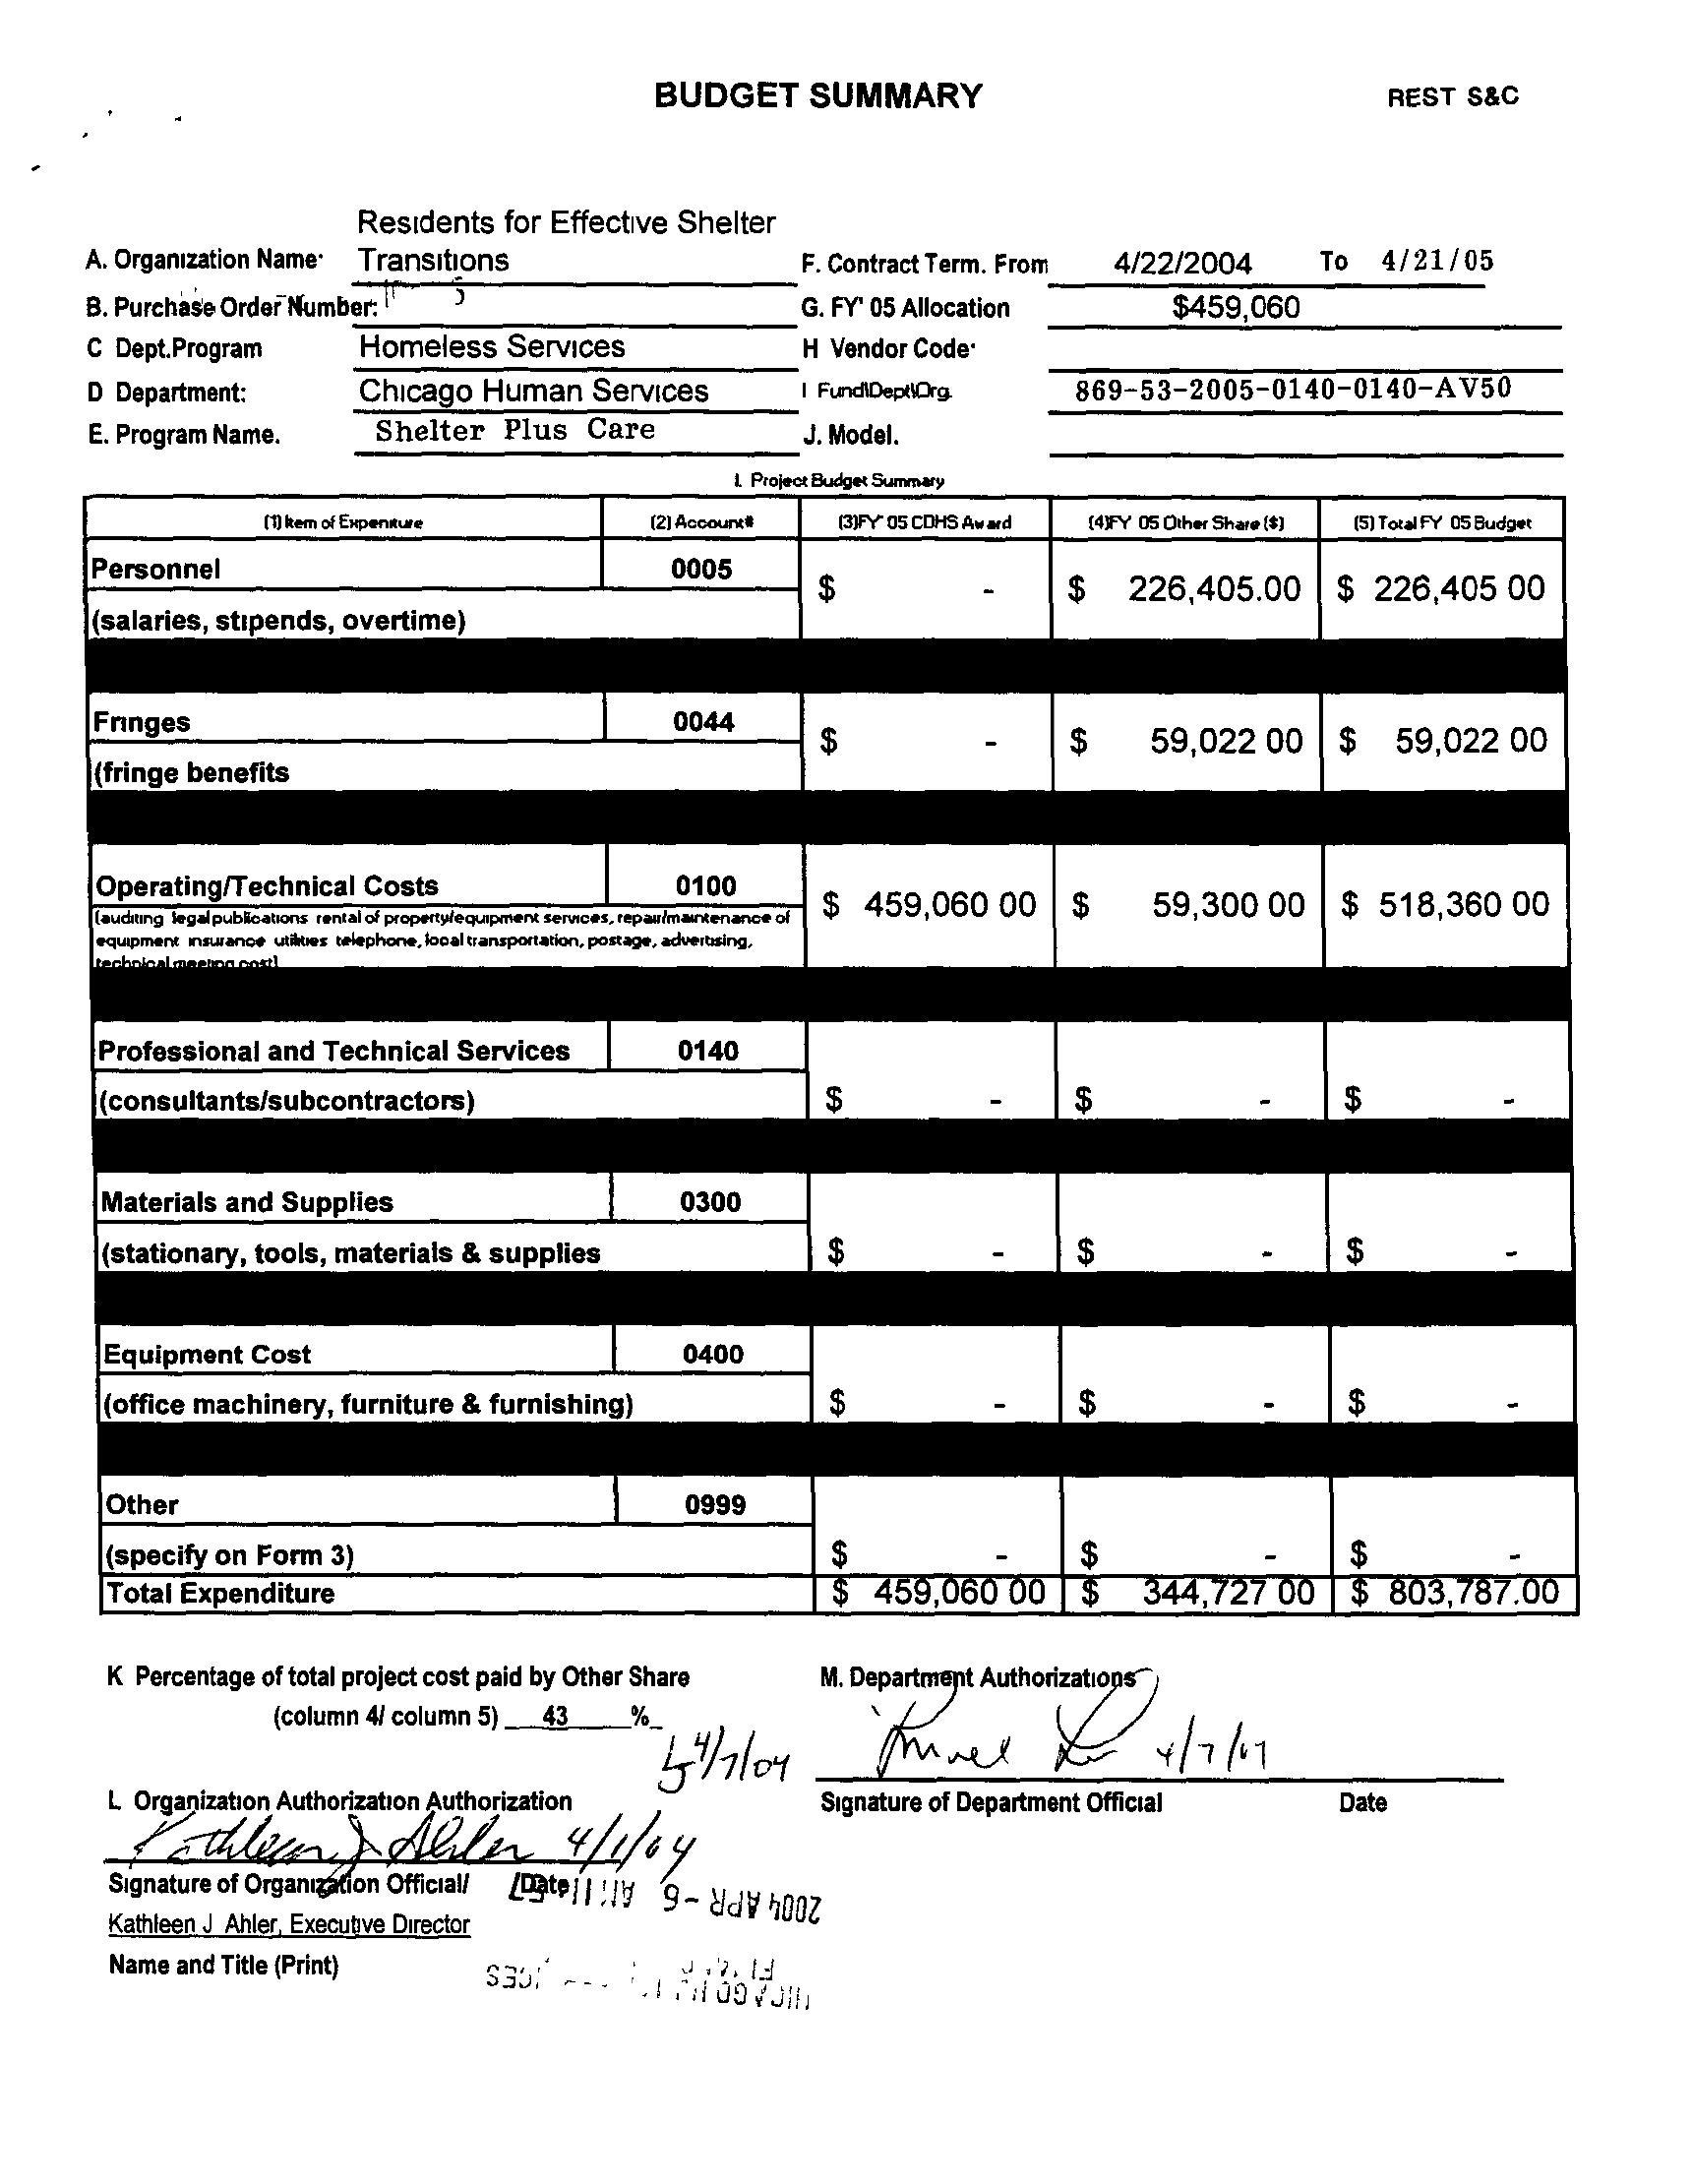 BUDGET SUMMARY REST S&C
Residents for Effective Shelter
A. Organization Name· Transitions F. Contract Term. From 4/22/2004 To 4/21/05
B. Purchase Order Number: G. FY' 05 Allocation $459,060
C Dept.Program Homeless Services H Vendor Code·
D Department: Chicago Human Services I Fund\Dept\Org. 869-53-2005-0140-0140-AV50
E. Program Name. Shelter Plus Care J. Model.
I. Project Budget Summary
(1) Item of Expeniture (2) Account# (3)FY' 05 CDHS Award (4)FY 05 Other Share ($) (5) Total FY 05 Budget
Personnel 0005
$ - $ 226,405.00 $ 226,405 00
(salaries, stipends, overtime)
Fringes 0044
$ - $ 59,022 00 $ 59,022 00
(fringe benefits
Operating/Technical Costs 0100
$ 459,060 00 $ 59,300 00 $ 518,360 00
(auditing legal publications rental of property/equipment services, repair/maintenance of
equipment insurance utilities telephone, local transportation, postage, advertising,
technical meeting cost)
Professional and Technical Services 0140
(consultants/subcontractors) $ - $ - $ -
Materials and Supplies 0300
(stationary, tools, materials & supplies $ - $ - $ -
Equipment Cost 0400
(office machinery, furniture & furnishing) $ - $ - $ -
Other 0999
(specify on Form 3) $ - $ - $ -
Total Expenditure $ 459,060 00 $ 344,727 00 $ 803,787.00
K Percentage of total project cost paid by Other Share M. Department Authorizations
(column 4/ column 5) 43 %
4/7/04
L Organization Authorization Authorization Signature of Department Official Date
Kathleen J Ahler 4/1/04
Signature of Organization Official/ Date
2004 APR -6
Kathleen J Ahler, Executive Director
Name and Title (Print)